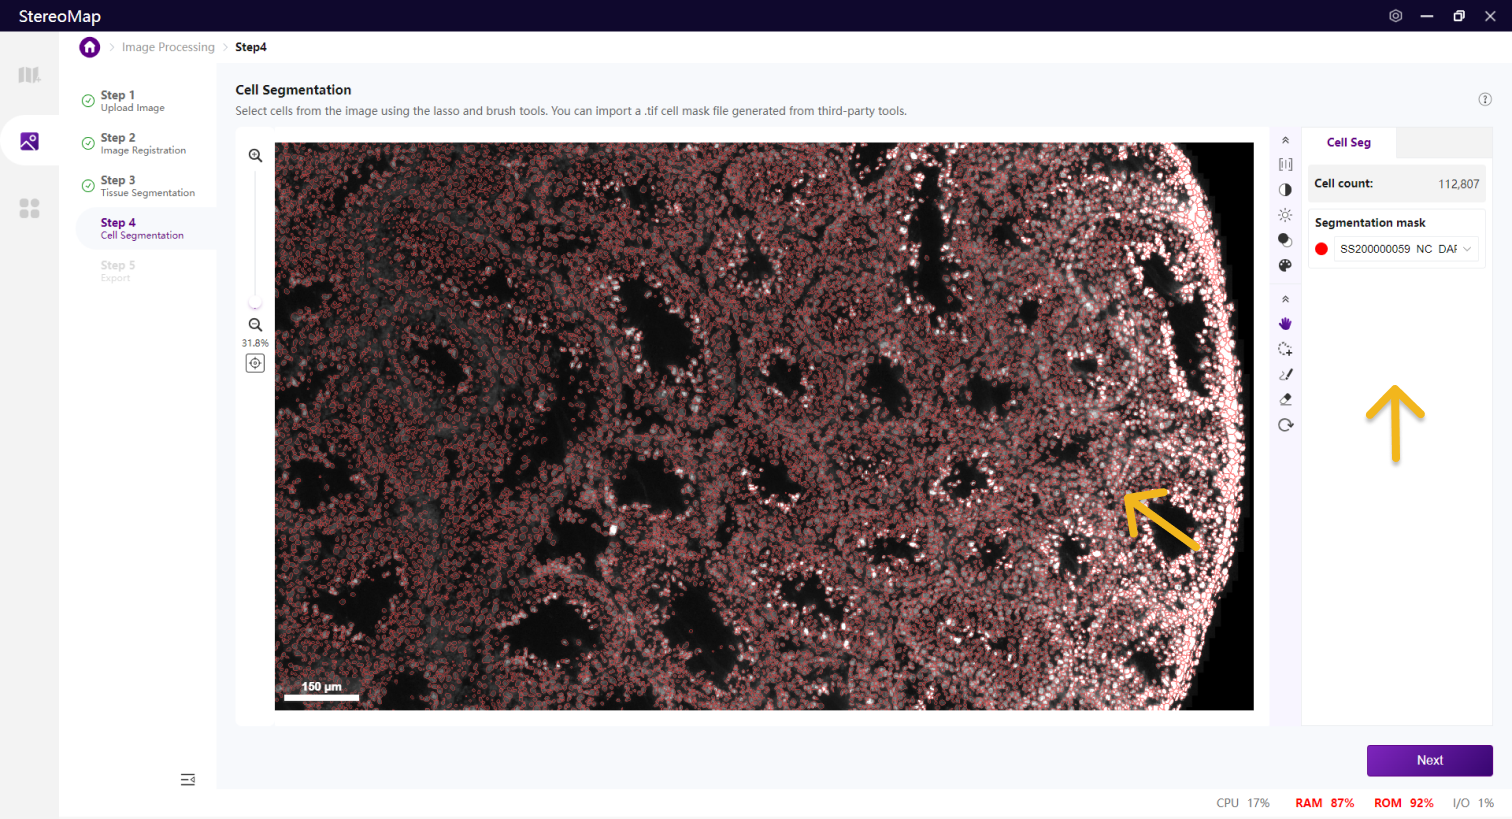 StereoMap
Image Processing
Step4
Step 1
Upload Image
Step 2
Image Registration
Step 3
Tissue Segmentation
Step 4
Cell Segmentation
Step 5
Export
Cell Segmentation
Select cells from the image using the lasso and brush tools. You can import a .tif cell mask file generated from third-party tools.
31.8%
150 μm
Cell Seg
Cell count: 112,807
Segmentation mask
SS200000059 NC DAF
Next
CPU 17% RAM 87% ROM 92% I/O 1%